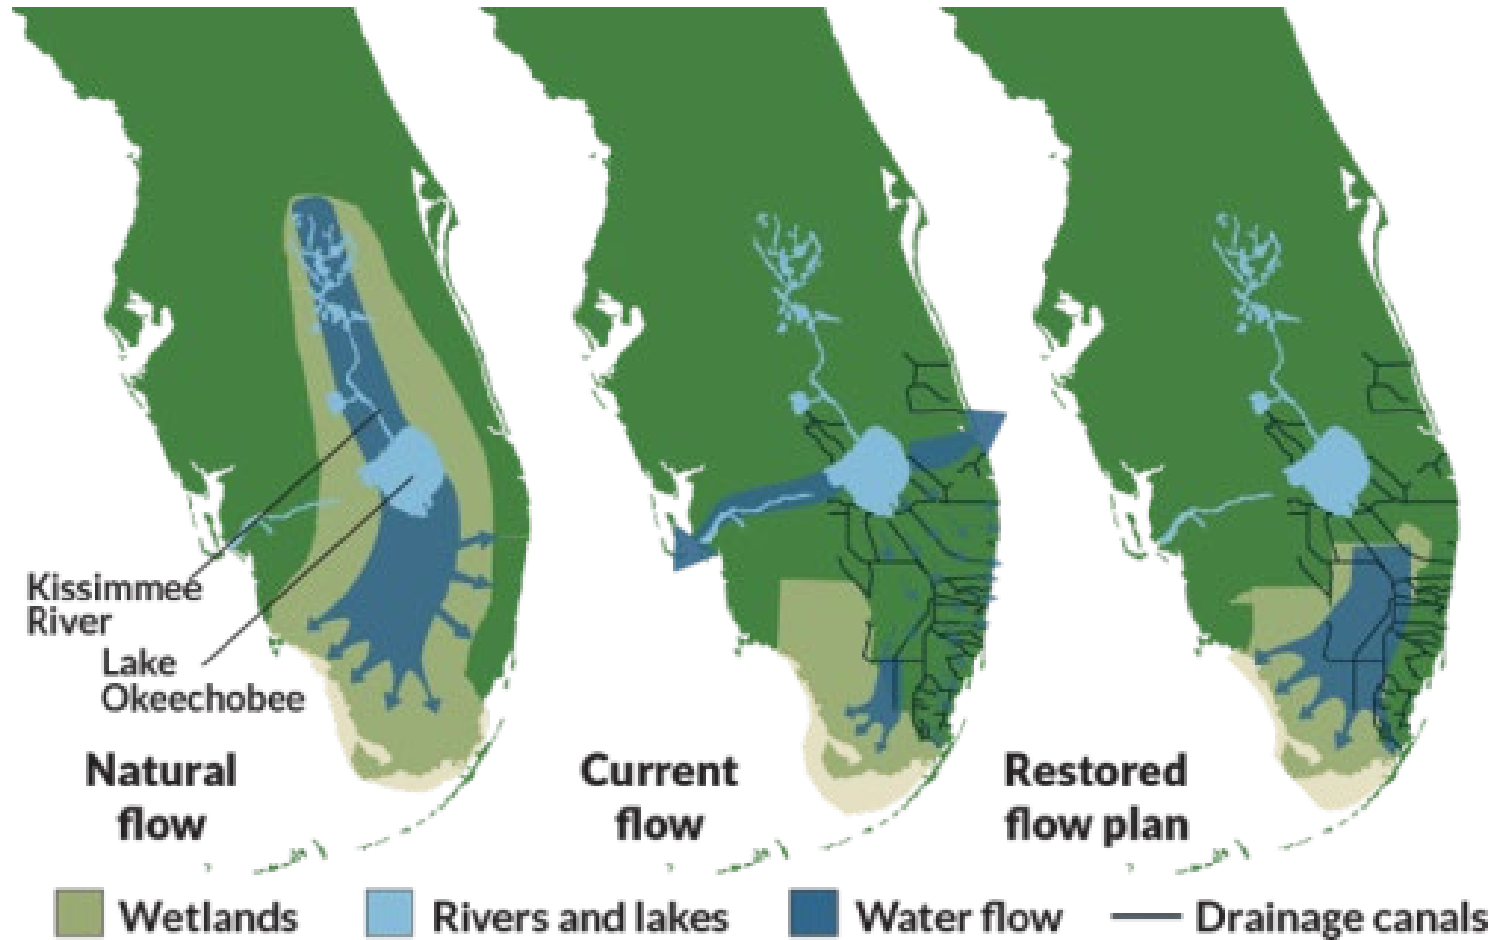 Kissimmee
River
Lake
Okeechobee
Natural
flow
Current
flow
Restored
flow plan
Wetlands
Rivers and lakes
Water flow
Drainage canals